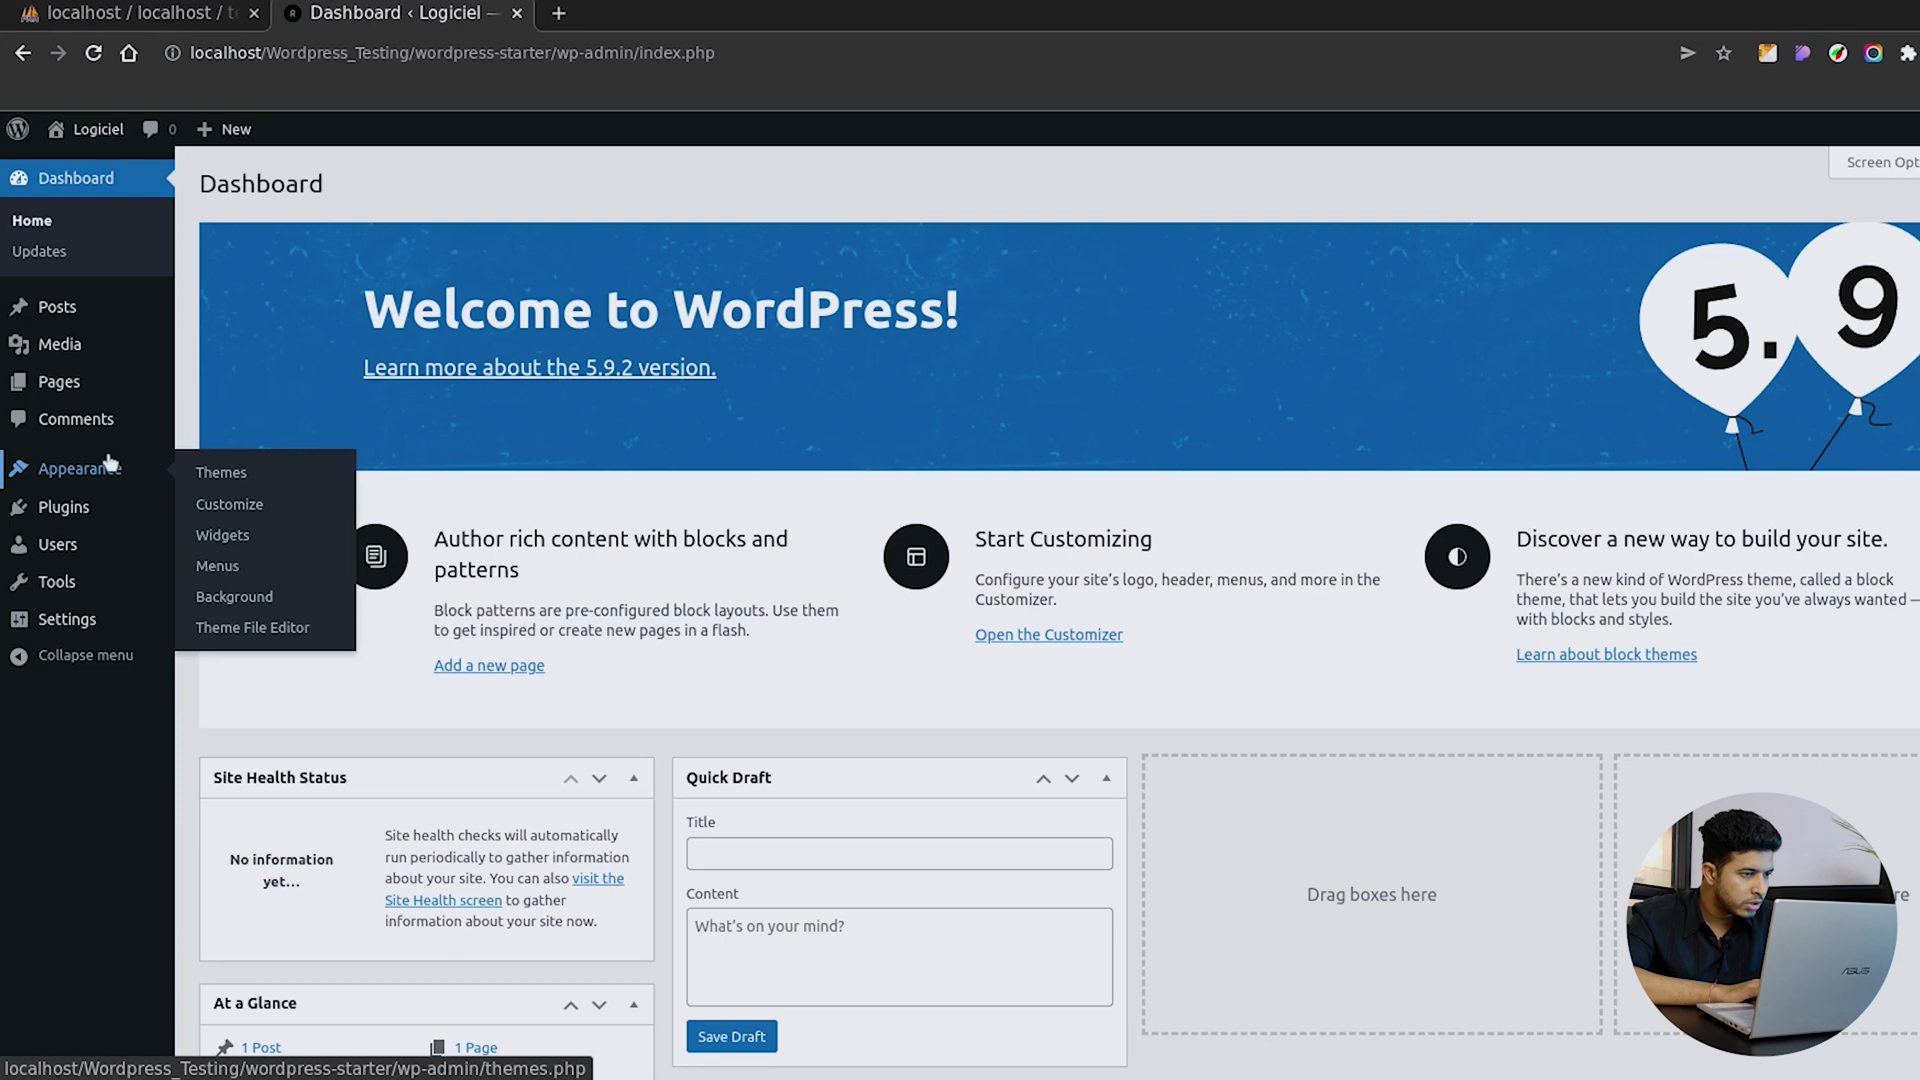 localhost / localhost / te
Dashboard ‹ Logiciel —
localhost/Wordpress_Testing/wordpress-starter/wp-admin/index.php
Logiciel
0
New
Screen Opt
Dashboard
Home
Updates
Posts
Media
Pages
Comments
Appearance
Plugins
Users
Tools
Settings
Collapse menu
Themes
Customize
Widgets
Menus
Background
Theme File Editor
Dashboard
Welcome to WordPress!
Learn more about the 5.9.2 version.
5.9
Author rich content with blocks and
patterns
Block patterns are pre-configured block layouts. Use them
to get inspired or create new pages in a flash.
Add a new page
Start Customizing
Configure your site’s logo, header, menus, and more in the
Customizer.
Open the Customizer
Discover a new way to build your site.
There’s a new kind of WordPress theme, called a block
theme, that lets you build the site you’ve always wanted —
with blocks and styles.
Learn about block themes
Site Health Status
No information
yet…
Site health checks will automatically
run periodically to gather information
about your site. You can also visit the
Site Health screen to gather
information about your site now.
At a Glance
1 Post
1 Page
Quick Draft
Title
Content
What’s on your mind?
Save Draft
Drag boxes here
re
ASUS
localhost/Wordpress_Testing/wordpress-starter/wp-admin/themes.php